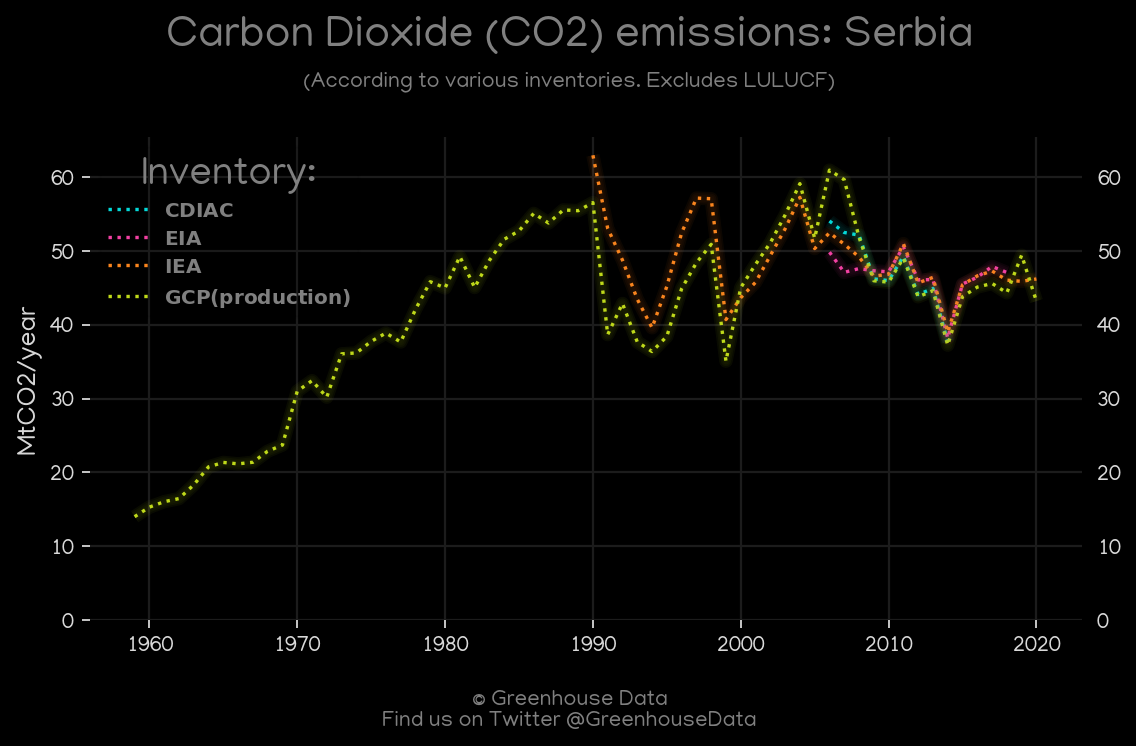 Carbon Dioxide (CO2) emissions: Serbia
(According to various inventories. Excludes LULUCF)
Inventory:
CDIAC
EIA
IEA
GCP(production)
MtCO2/year
60
50
40
30
20
10
0
60
50
40
30
20
10
0
1960 1970 1980 1990 2000 2010 2020
© Greenhouse Data
Find us on Twitter @GreenhouseData